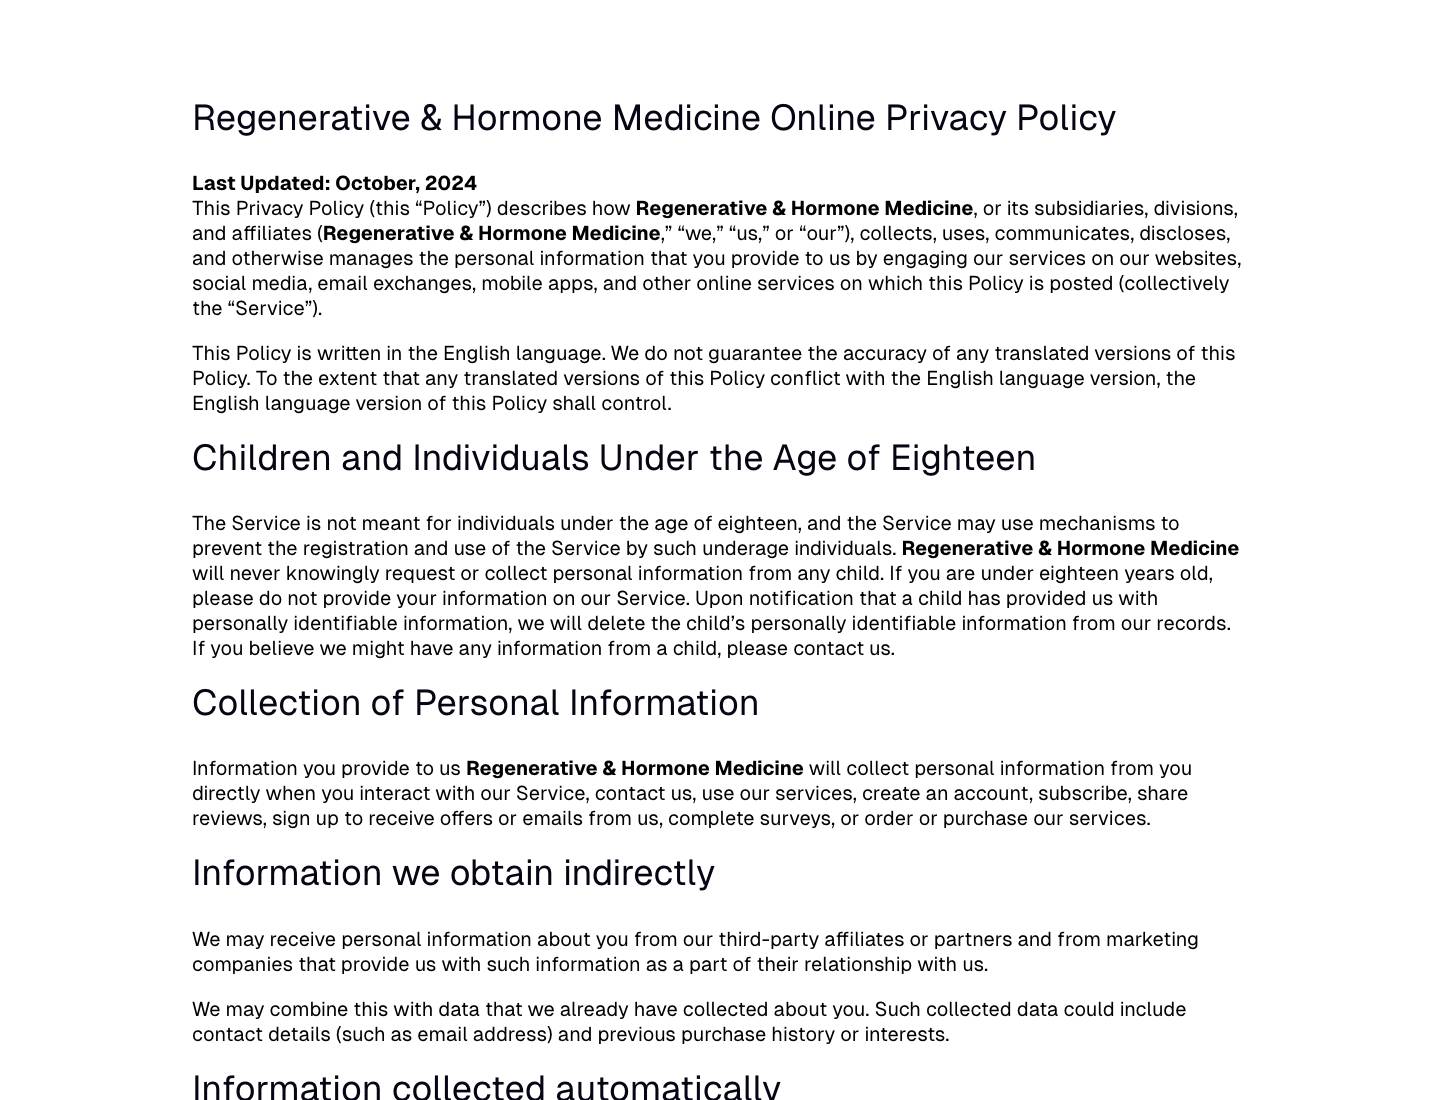 Regenerative & Hormone Medicine Online Privacy Policy
Last Updated: October, 2024
This Privacy Policy (this “Policy”) describes how Regenerative & Hormone Medicine, or its subsidiaries, divisions,
and affiliates (Regenerative & Hormone Medicine,” “we,” “us,” or “our”), collects, uses, communicates, discloses,
and otherwise manages the personal information that you provide to us by engaging our services on our websites,
social media, email exchanges, mobile apps, and other online services on which this Policy is posted (collectively
the “Service”).
This Policy is written in the English language. We do not guarantee the accuracy of any translated versions of this
Policy. To the extent that any translated versions of this Policy conflict with the English language version, the
English language version of this Policy shall control.
Children and Individuals Under the Age of Eighteen
The Service is not meant for individuals under the age of eighteen, and the Service may use mechanisms to
prevent the registration and use of the Service by such underage individuals. Regenerative & Hormone Medicine
will never knowingly request or collect personal information from any child. If you are under eighteen years old,
please do not provide your information on our Service. Upon notification that a child has provided us with
personally identifiable information, we will delete the child’s personally identifiable information from our records.
If you believe we might have any information from a child, please contact us.
Collection of Personal Information
Information you provide to us Regenerative & Hormone Medicine will collect personal information from you
directly when you interact with our Service, contact us, use our services, create an account, subscribe, share
reviews, sign up to receive offers or emails from us, complete surveys, or order or purchase our services.
Information we obtain indirectly
We may receive personal information about you from our third-party affiliates or partners and from marketing
companies that provide us with such information as a part of their relationship with us.
We may combine this with data that we already have collected about you. Such collected data could include
contact details (such as email address) and previous purchase history or interests.
Information collected automatically